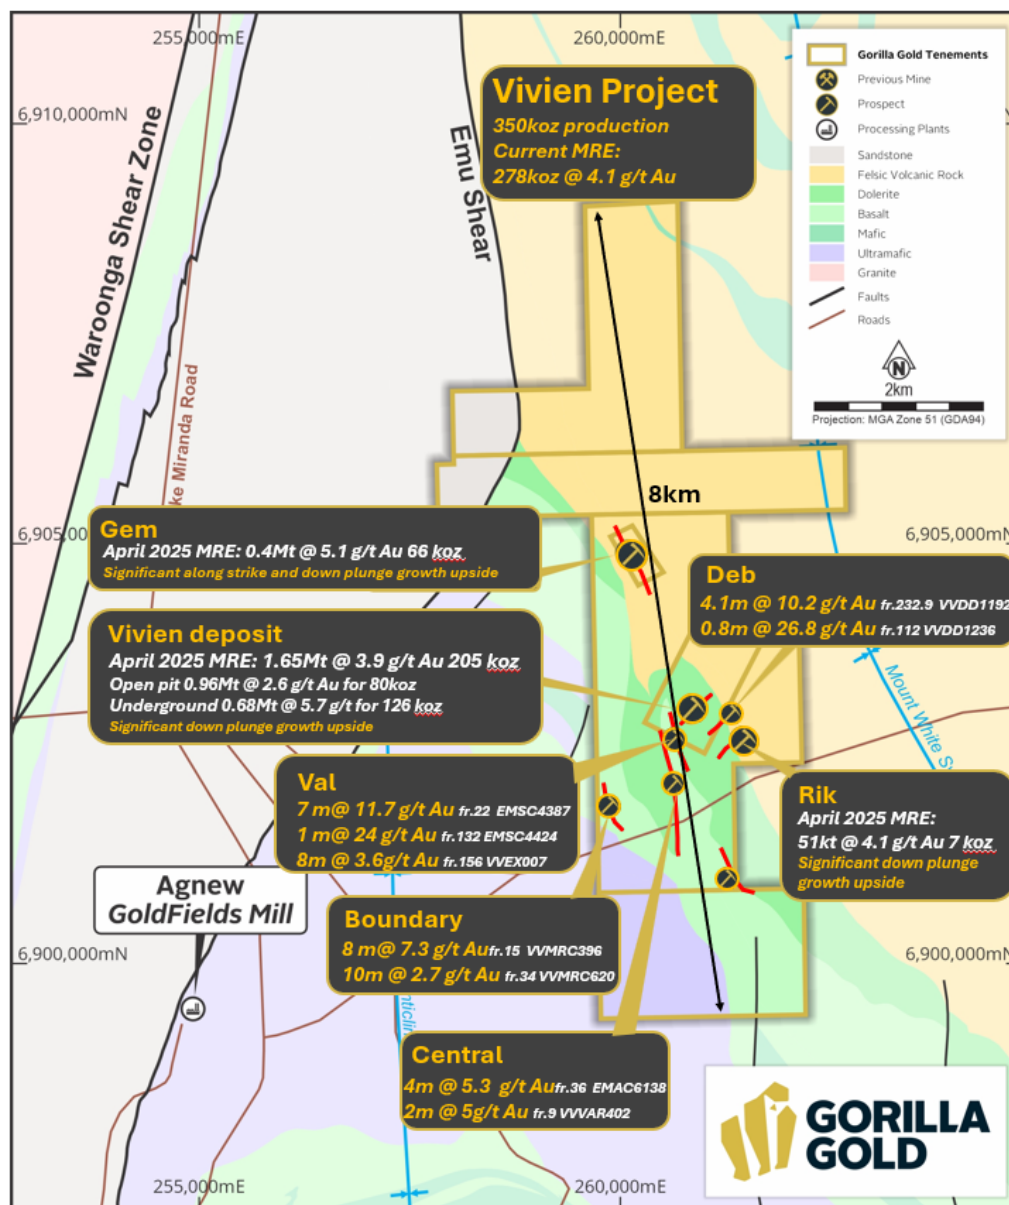 255,000mE
260,000mE
6,910,000mN
Waroonga Shear Zone
Emu Shear
Vivien Project
350koz production
Current MRE:
278koz @ 4.1 g/t Au
Gorilla Gold Tenements
Previous Mine
Prospect
Processing Plants
Sandstone
Felsic Volcanic Rock
Dolerite
Basalt
Mafic
Ultramafic
Granite
Faults
Roads
N
2km
Projection: MGA Zone 51 (GDA94)
ke Miranda Road
8km
6,905,00
6,905,000mN
Gem
April 2025 MRE: 0.4Mt @ 5.1 g/t Au 66 koz
Significant along strike and down plunge growth upside
Deb
4.1m @ 10.2 g/t Au fr.232.9 VVDD1192
0.8m @ 26.8 g/t Au fr.112 VVDD1236
Vivien deposit
April 2025 MRE: 1.65Mt @ 3.9 g/t Au 205 koz
Open pit 0.96Mt @ 2.6 g/t Au for 80koz
Underground 0.68Mt @ 5.7 g/t for 126 koz
Significant down plunge growth upside
Mount White Sy
Val
7 m@ 11.7 g/t Au fr.22 EMSC4387
1 m@ 24 g/t Au fr.132 EMSC4424
8m @ 3.6g/t Au fr.156 VVEX007
Rik
April 2025 MRE:
51kt @ 4.1 g/t Au 7 koz
Significant down plunge
growth upside
Agnew
GoldFields Mill
Boundary
8 m@ 7.3 g/t Aufr.15 VVMRC396
10m @ 2.7 g/t Au fr.34 VVMRC620
6,900,000mN
6,900,000mN
nticlin
Central
4m @ 5.3 g/t Aufr.36 EMAC6138
2m @ 5g/t Au fr.9 VVVAR402
GORILLA
GOLD
255,000mE
260,000mE